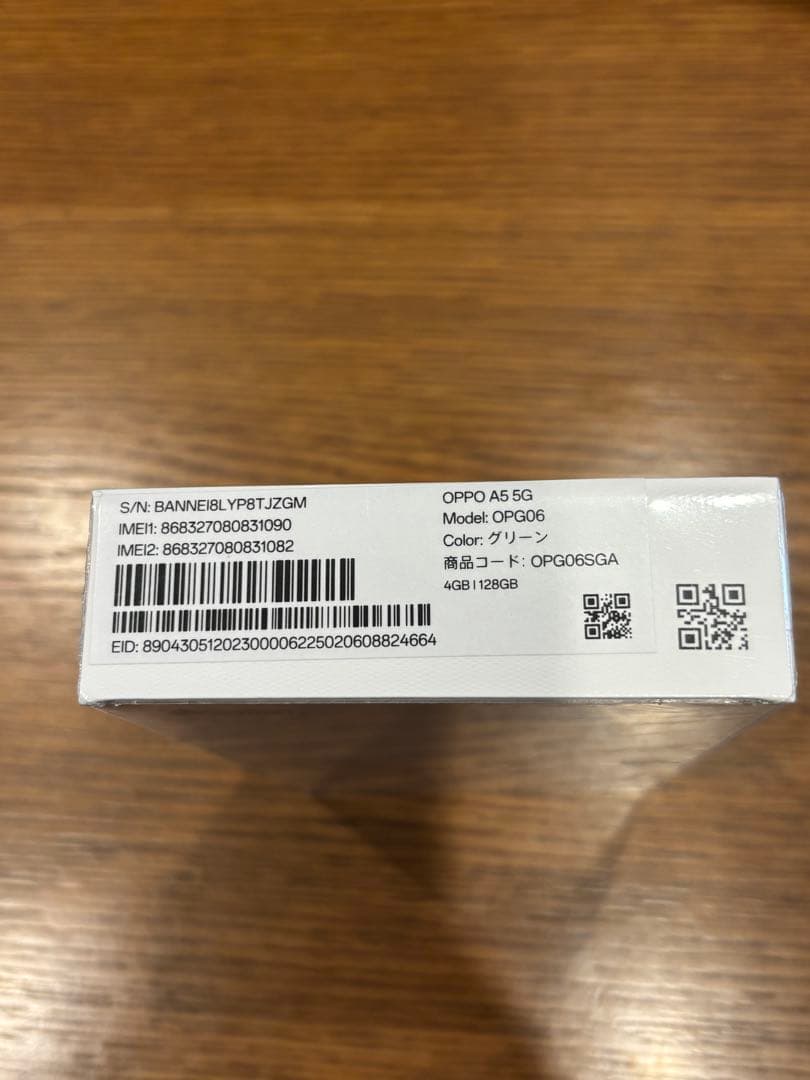 S/N: BANNEI8LYP8TJZGM
IMEI1: 868327080831090
IMEI2: 868327080831082
EID: 89043051202300006225020608824664
OPPO A5 5G
Model: OPG06
Color: グリーン
商品コード: OPG06SGA
4GB | 128GB